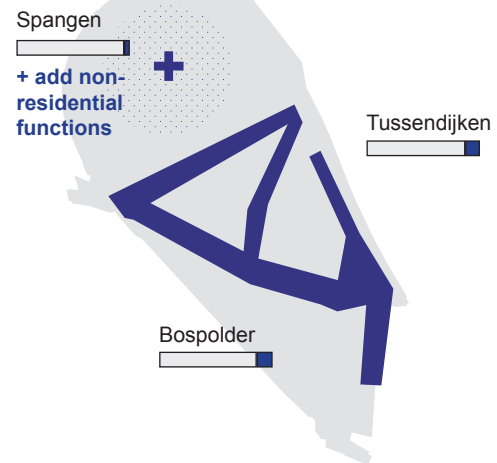 Spangen
+ add non-
residential
functions
Tussendijken
Bospolder